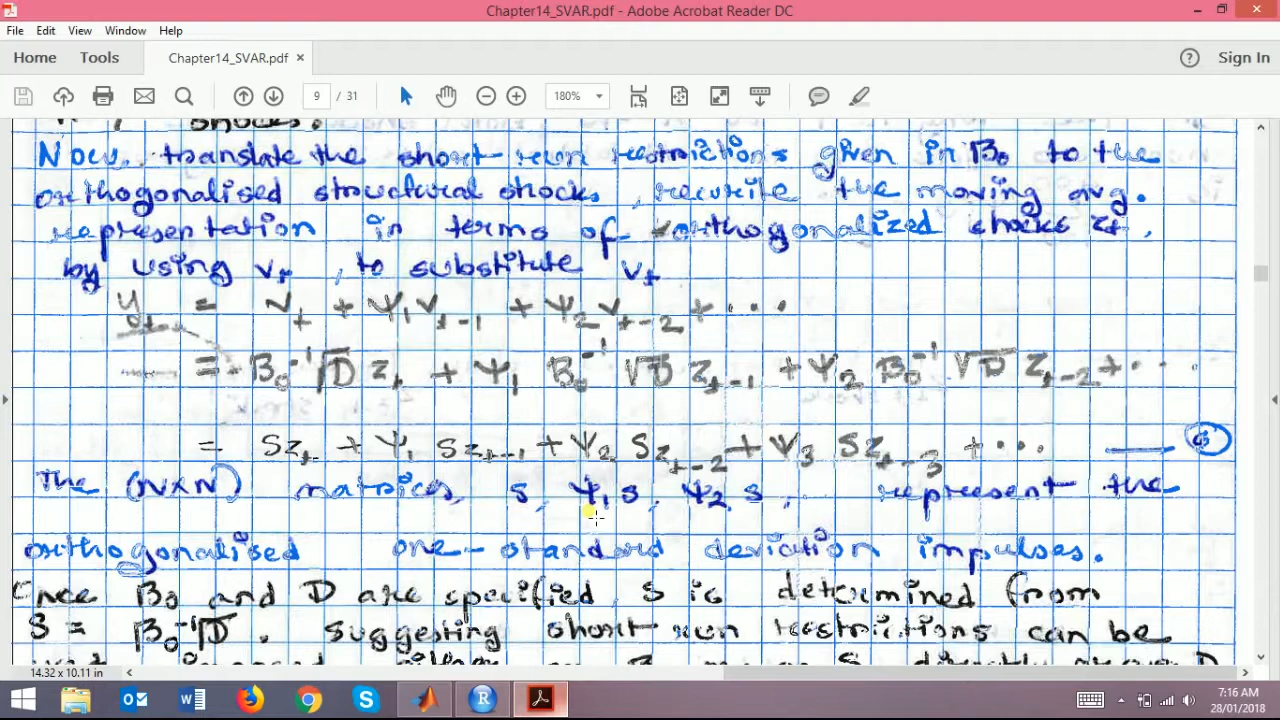 Chapter14_SVAR.pdf - Adobe Acrobat Reader DC
File Edit View Window Help
Home Tools Chapter14_SVAR.pdf × Sign In
9 / 31 180%
shocks.
Now, translate the short run restrictions given in B₀ to the
orthogonalised structural shocks, rewrite the moving avg.
representation in terms of orthogonalized shocks zₜ,
by using vₜ, to substitute vₜ
= vₜ + Ψ₁vₜ₋₁ + Ψ₂vₜ₋₂ + ...
= B₀⁻¹√D zₜ + Ψ₁ B₀⁻¹ √D zₜ₋₁ + Ψ₂ B₀⁻¹ √D zₜ₋₂ + ...
= Szₜ + Ψ₁ Szₜ₋₁ + Ψ₂ Szₜ₋₂ + Ψ₃ Szₜ₋₃ + ...
The (N×N) matrices, S, Ψ₁S, Ψ₂S, represent the
orthogonalised one-standard deviation impulses.
Once B₀ and D are specified, S is determined from
S = B₀⁻¹√D. Suggesting short run restrictions can be
14.32 x 10.11 in
7:16 AM
28/01/2018